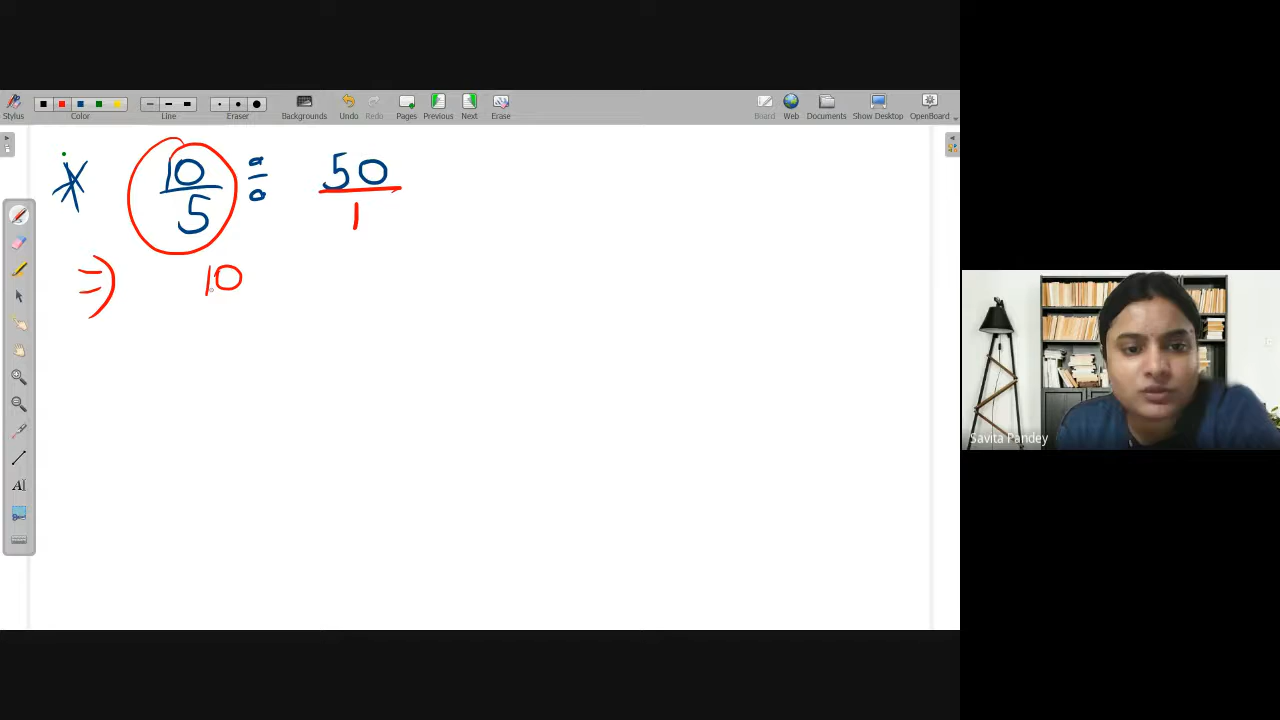 Stylus Color Line Eraser Backgrounds Undo Redo Pages Previous Next Erase Board Web Documents Show Desktop OpenBoard
* 10/5 ÷ 50/1
⇒ 10
AI
Savita Pandey